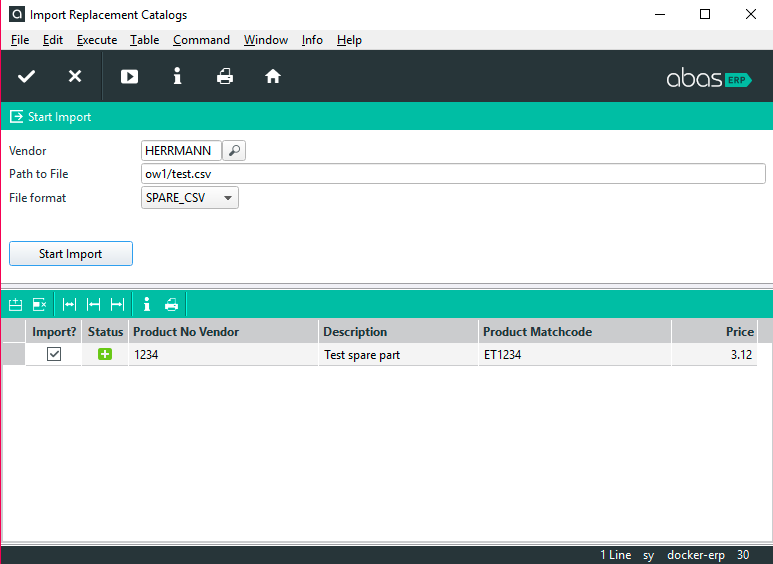 Import Replacement Catalogs
File Edit Execute Table Command Window Info Help
abas ERP
Start Import
Vendor HERRMANN
Path to File ow1/test.csv
File format SPARE_CSV
Start Import
Import? Status Product No Vendor Description Product Matchcode Price
1234 Test spare part ET1234 3.12
1 Line sy docker-erp 30